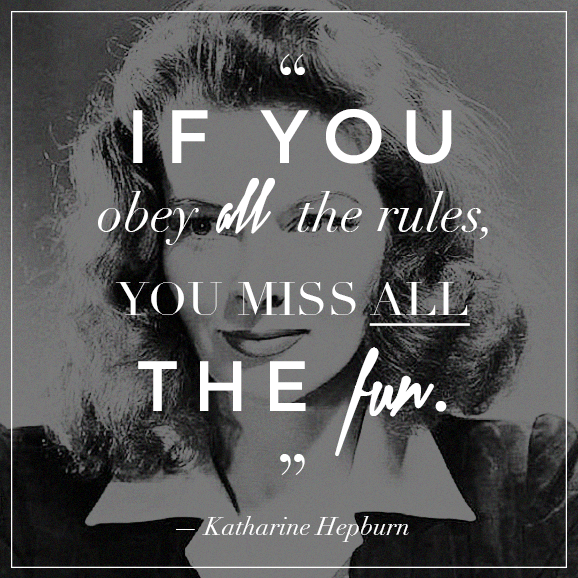 “
IF YOU
obey all the rules,
YOU MISS ALL
THE fun.
”
— Katharine Hepburn